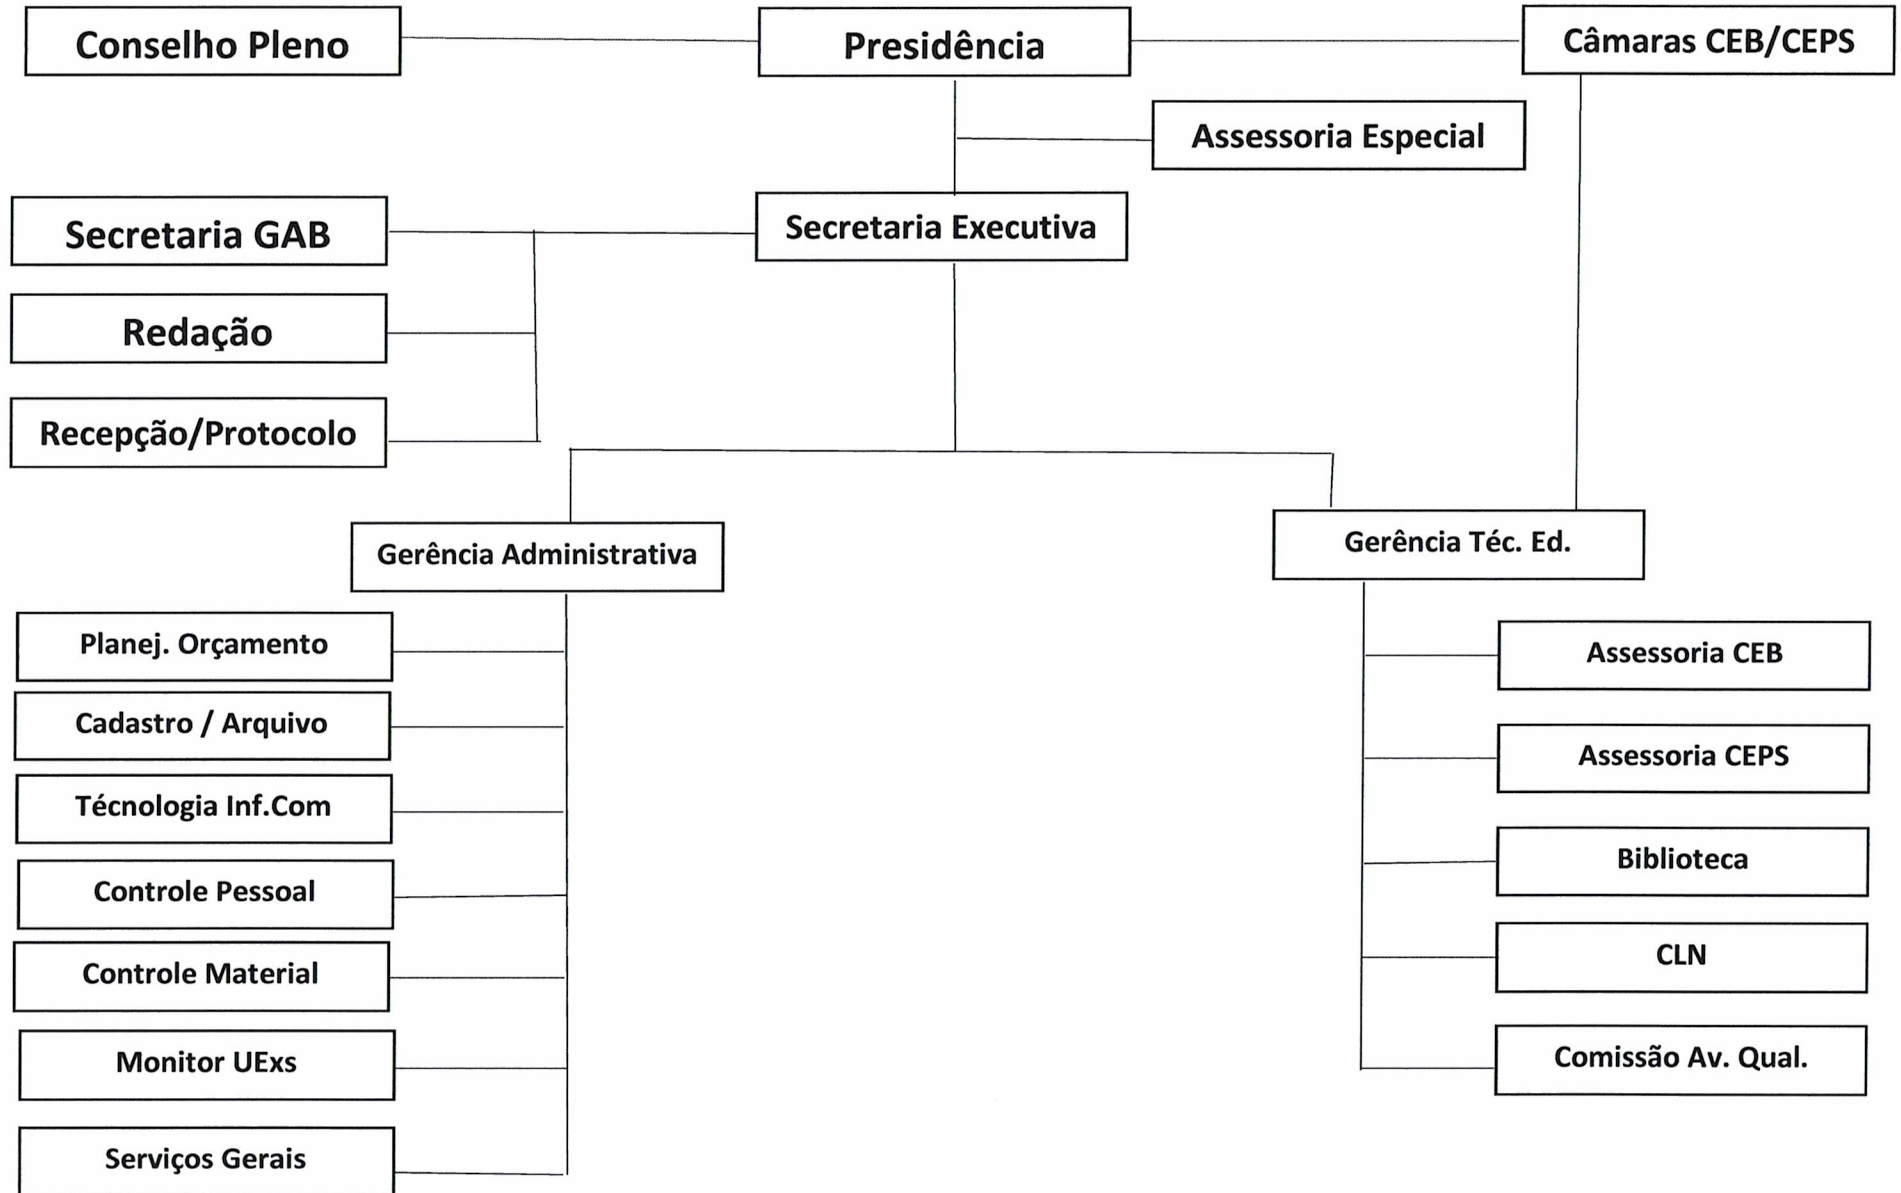 Conselho Pleno
Presidência
Câmaras CEB/CEPS
Assessoria Especial
Secretaria GAB
Secretaria Executiva
Redação
Recepção/Protocolo
Gerência Administrativa
Gerência Téc. Ed.
Planej. Orçamento
Cadastro / Arquivo
Técnologia Inf.Com
Controle Pessoal
Controle Material
Monitor UExs
Serviços Gerais
Assessoria CEB
Assessoria CEPS
Biblioteca
CLN
Comissão Av. Qual.